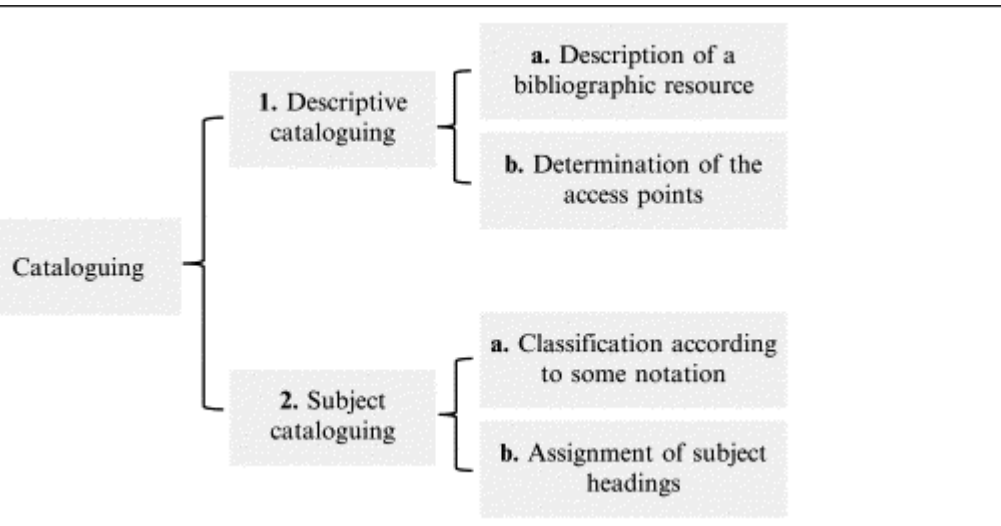 Cataloguing
1. Descriptive
cataloguing
a. Description of a
bibliographic resource
b. Determination of the
access points
2. Subject
cataloguing
a. Classification according
to some notation
b. Assignment of subject
headings